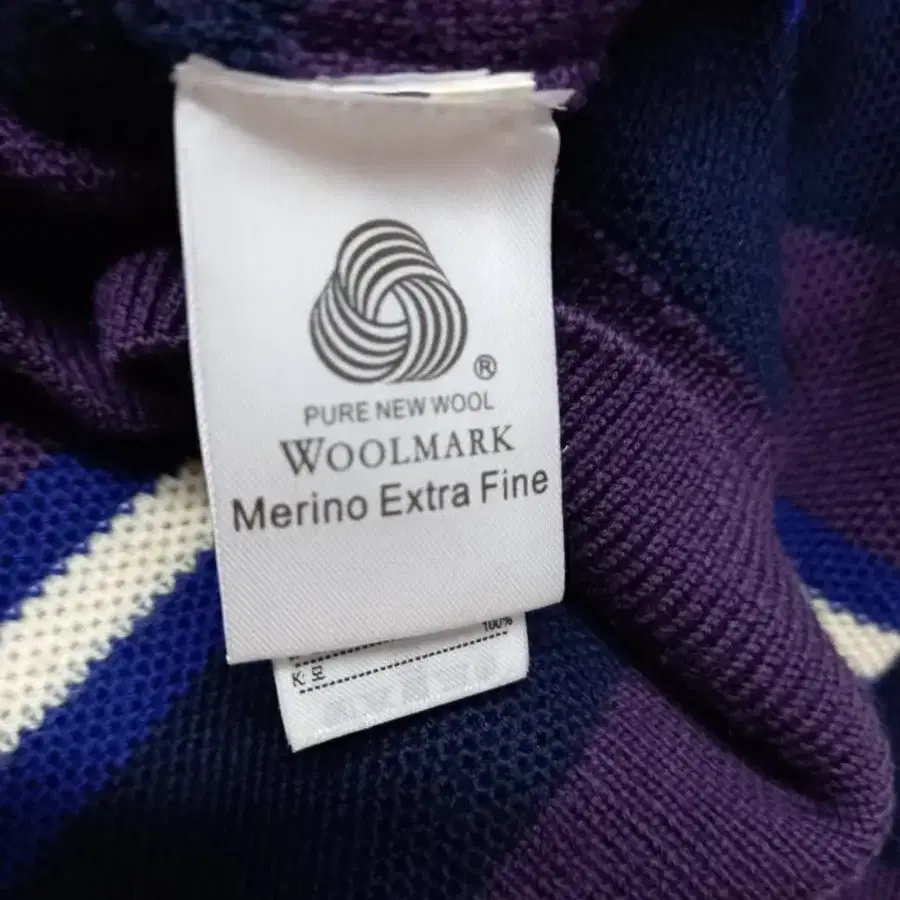 ®
PURE NEW WOOL
WOOLMARK
Merino Extra Fine
100%
K: 모